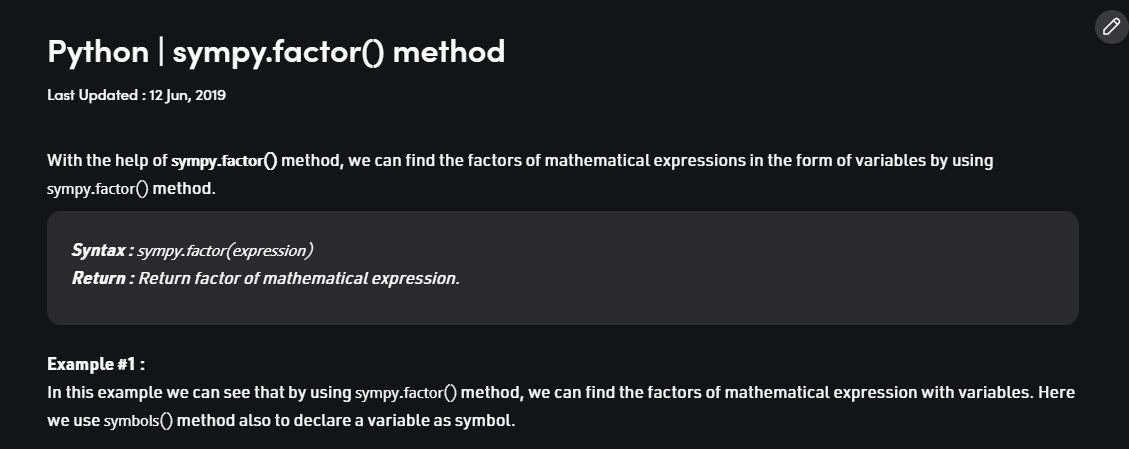 Python | sympy.factor() method
Last Updated : 12 Jun, 2019
With the help of sympy.factor() method, we can find the factors of mathematical expressions in the form of variables by using
sympy.factor() method.
Syntax : sympy.factor(expression)
Return : Return factor of mathematical expression.
Example #1 :
In this example we can see that by using sympy.factor() method, we can find the factors of mathematical expression with variables. Here
we use symbols() method also to declare a variable as symbol.